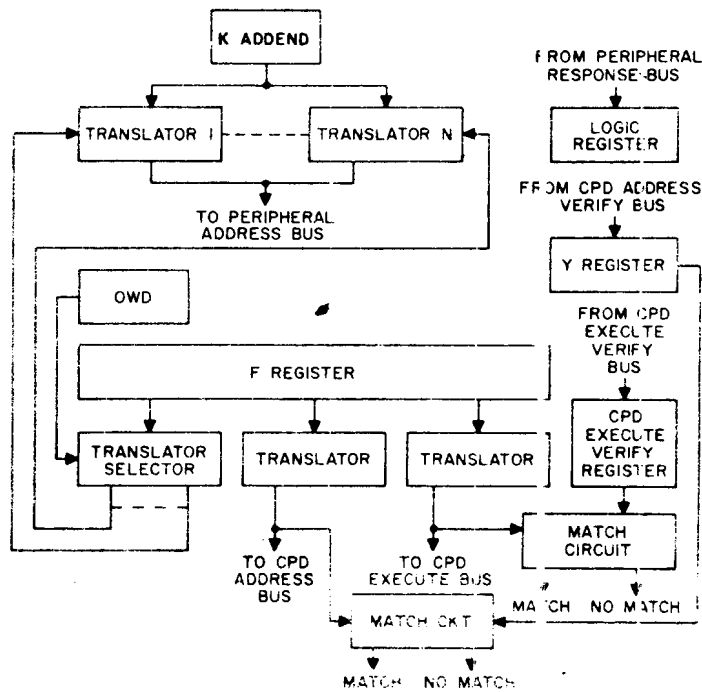 K ADDEND
FROM PERIPHERAL
RESPONSE-BUS
TRANSLATOR I
TRANSLATOR N
LOGIC
REGISTER
TO PERIPHERAL
ADDRESS BUS
FROM CPD ADDRESS
VERIFY BUS
Y REGISTER
OWD
FROM CPD
EXECUTE
VERIFY
BUS
F REGISTER
TRANSLATOR
SELECTOR
TRANSLATOR
TRANSLATOR
CPD
EXECUTE
VERIFY
REGISTER
MATCH
CIRCUIT
TO CPD
ADDRESS
BUS
TO CPD
EXECUTE BUS
MATCH NO MATCH
MATCH CKT
MATCH NO MATCH